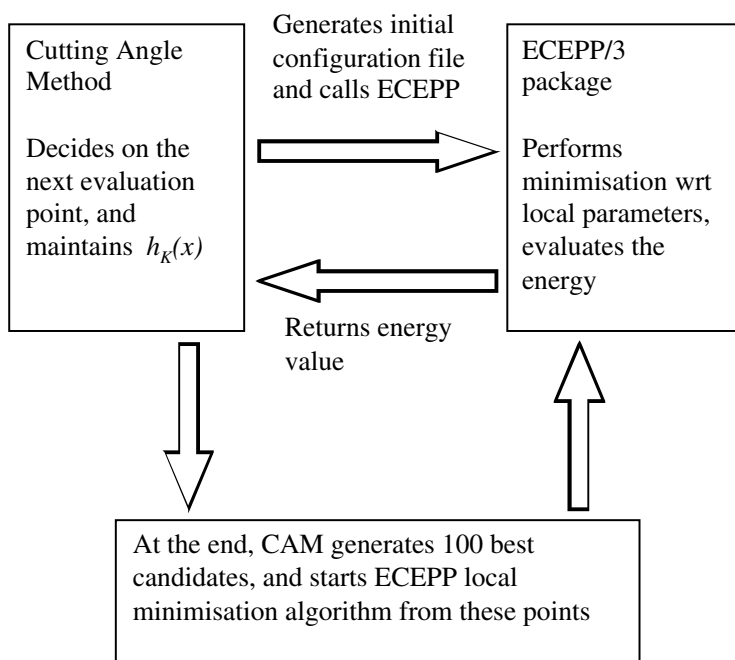 Cutting Angle
Method
Decides on the
next evaluation
point, and
maintains h_K(x)
Generates initial
configuration file
and calls ECEPP
ECEPP/3
package
Performs
minimisation wrt
local parameters,
evaluates the
energy
Returns energy
value
At the end, CAM generates 100 best
candidates, and starts ECEPP local
minimisation algorithm from these points